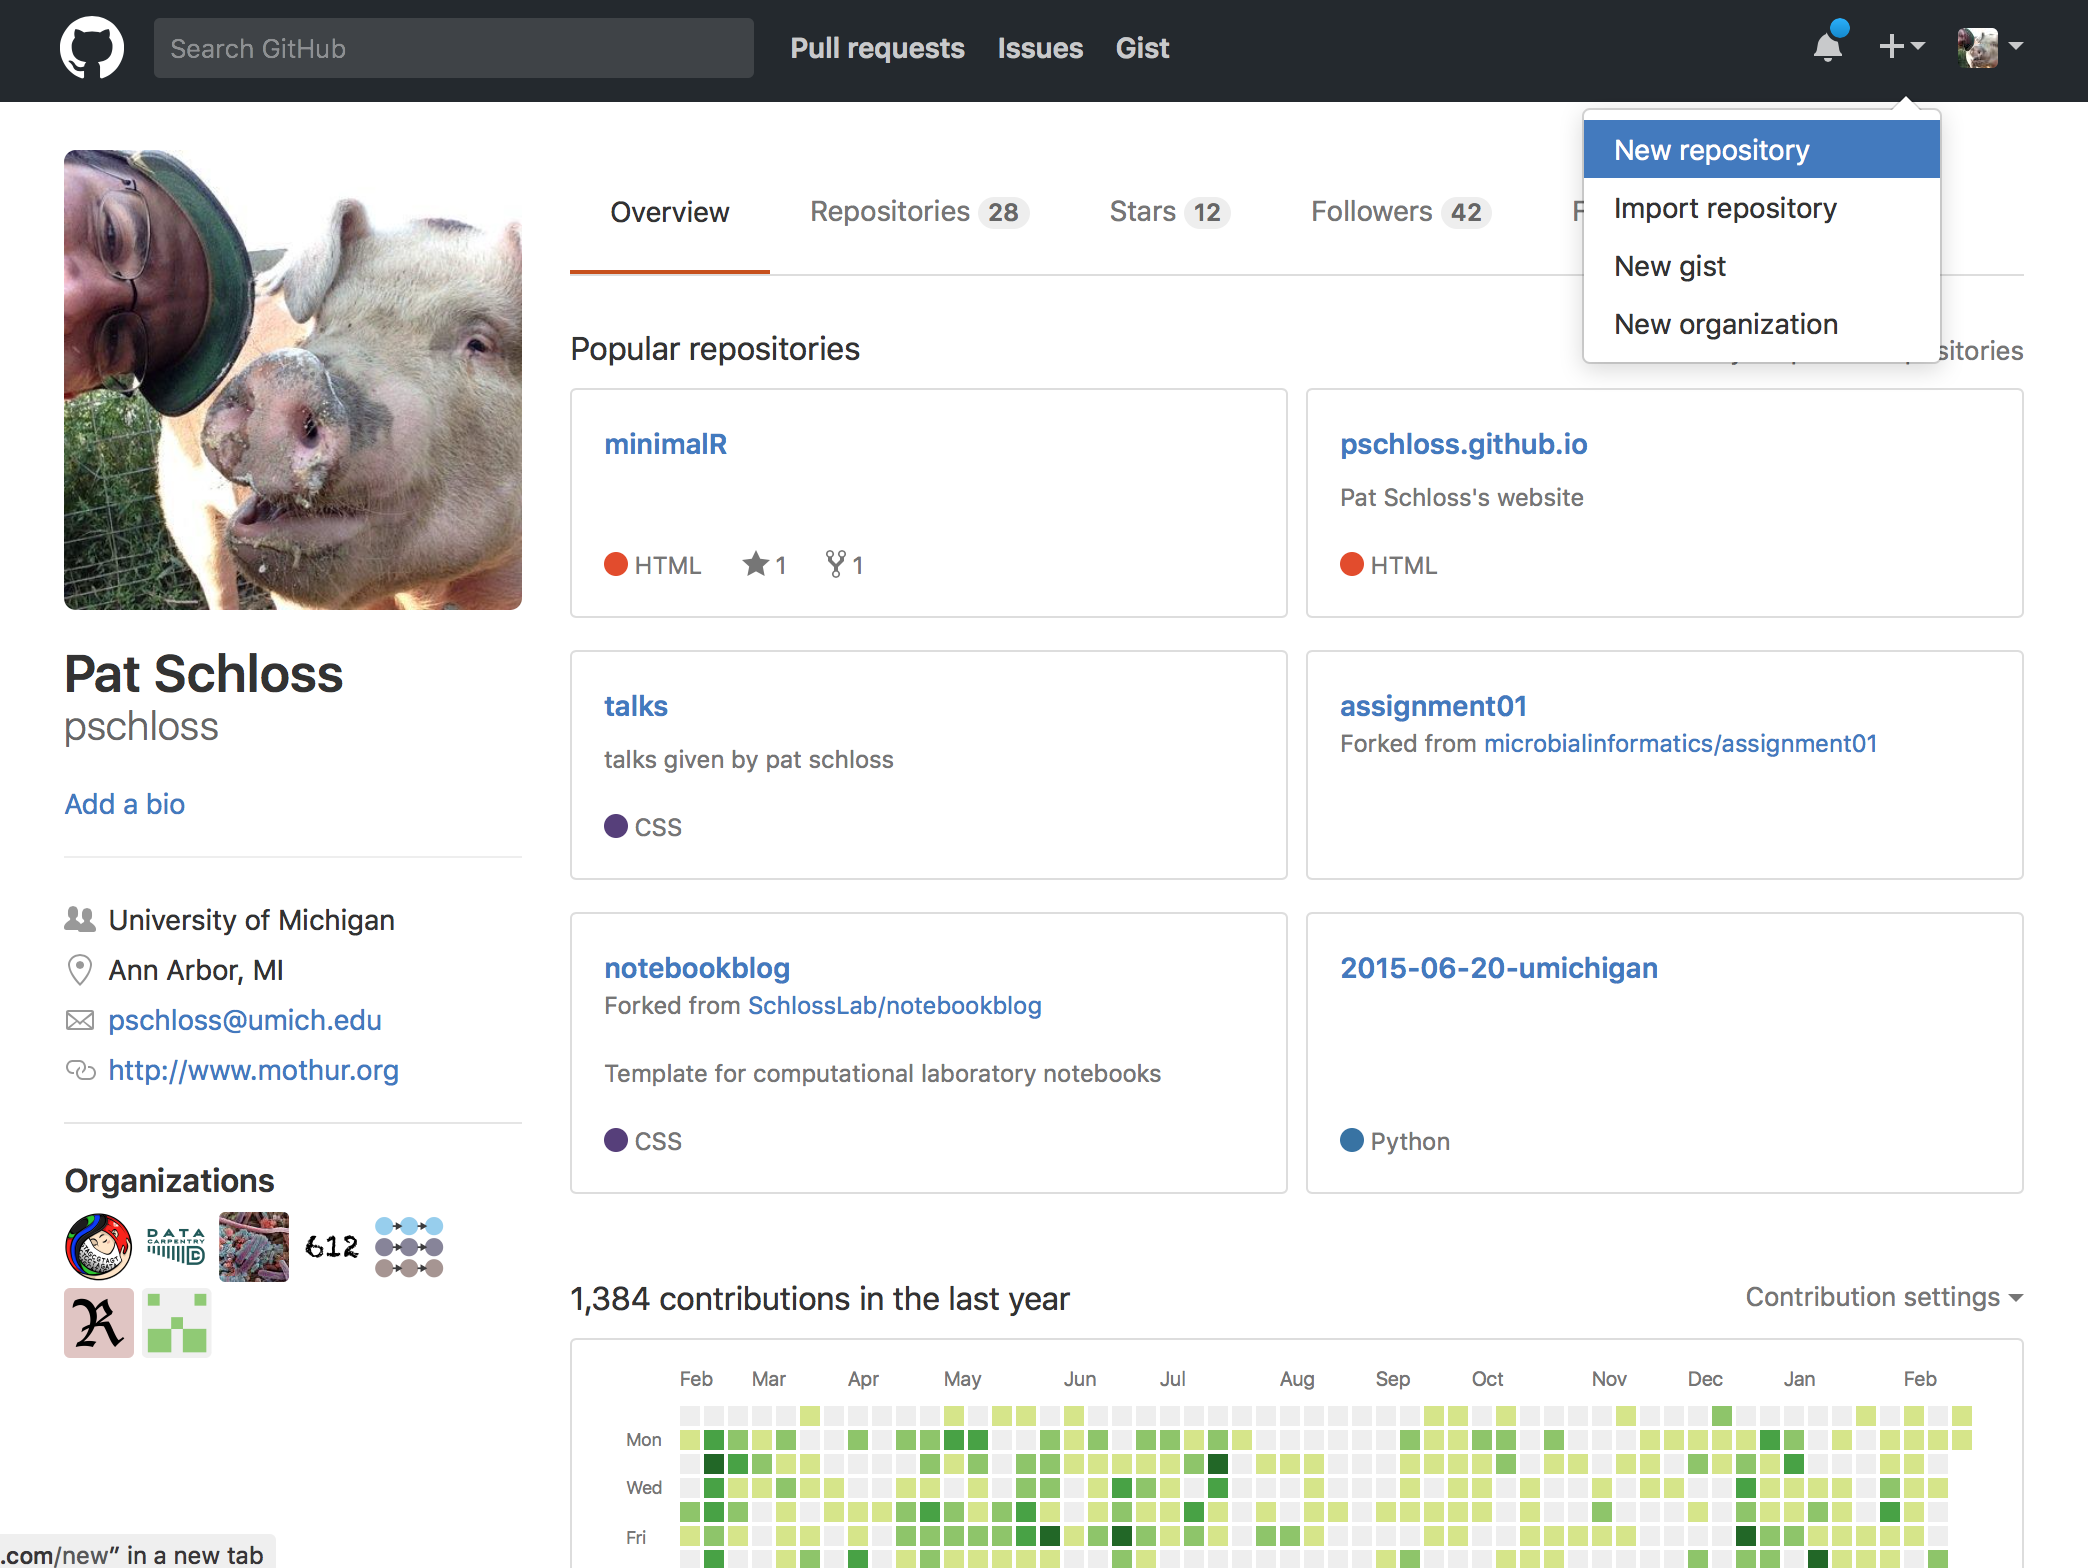 Search GitHub
Pull requests
Issues
Gist
New repository
Import repository
New gist
New organization
Overview
Repositories 28
Stars 12
Followers 42
Popular repositories
sitories
minimalR
HTML
1
1
pschloss.github.io
Pat Schloss's website
HTML
talks
talks given by pat schloss
CSS
assignment01
Forked from microbialinformatics/assignment01
notebookblog
Forked from SchlossLab/notebookblog
Template for computational laboratory notebooks
CSS
2015-06-20-umichigan
Python
Pat Schloss
pschloss
Add a bio
University of Michigan
Ann Arbor, MI
pschloss@umich.edu
http://www.mothur.org
Organizations
DATA
CARPENTRY
612
R
1,384 contributions in the last year
Contribution settings
Feb Mar Apr May Jun Jul Aug Sep Oct Nov Dec Jan Feb
Mon
Wed
Fri
.com/new” in a new tab